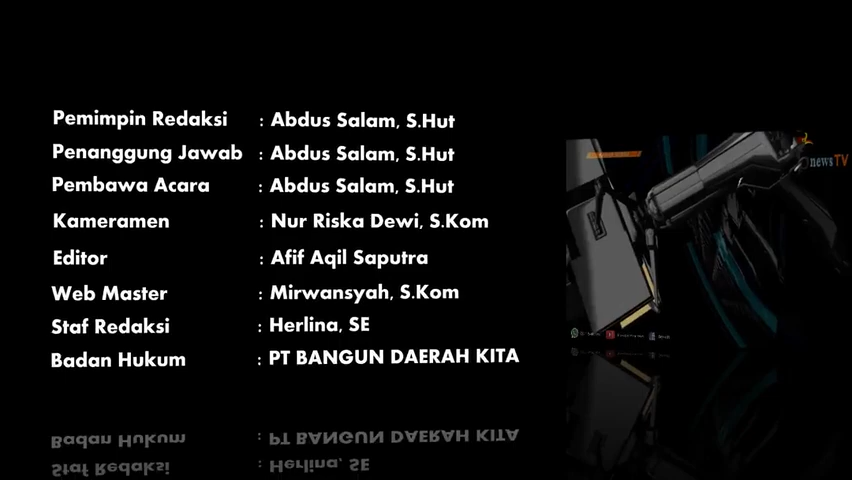 Pemimpin Redaksi : Abdus Salam, S.Hut
Penanggung Jawab : Abdus Salam, S.Hut
Pembawa Acara : Abdus Salam, S.Hut
Kameramen : Nur Riska Dewi, S.Kom
Editor : Afif Aqil Saputra
Web Master : Mirwansyah, S.Kom
Staf Redaksi : Herlina, SE
Badan Hukum : PT BANGUN DAERAH KITA
newsTV